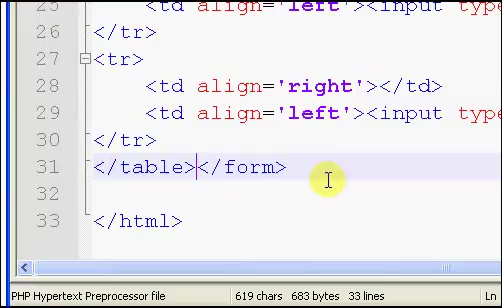 25 <td align='left'><input type
26 </tr>
27 <tr>
28 <td align='right'></td>
29 <td align='left'><input typ
30 </tr>
31 </table></form>
32
33 </html>
PHP Hypertext Preprocessor file 619 chars 683 bytes 33 lines Ln